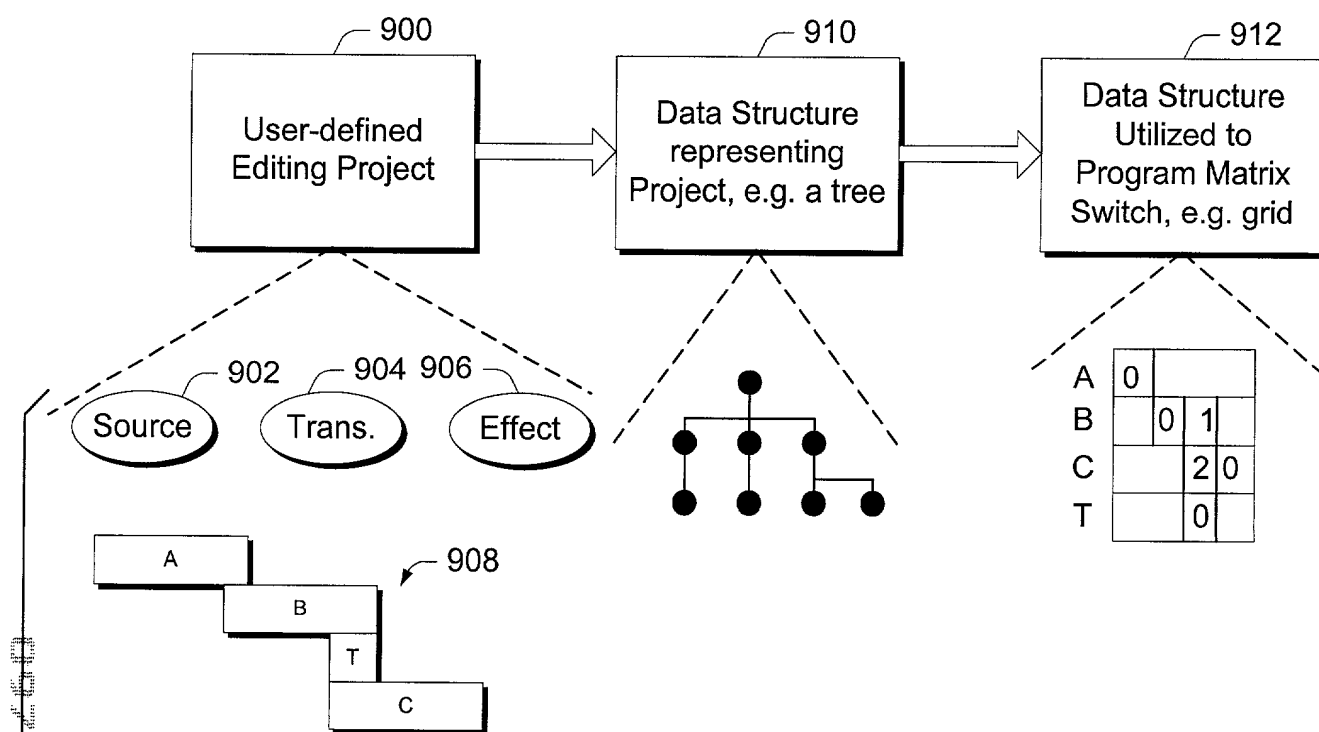 900
910
912
User-defined
Editing Project
Data Structure
representing
Project, e.g. a tree
Data Structure
Utilized to
Program Matrix
Switch, e.g. grid
902
904
906
Source
Trans.
Effect
A
B
T
C
908
A 0
B 0 1
C 2 0
T 0